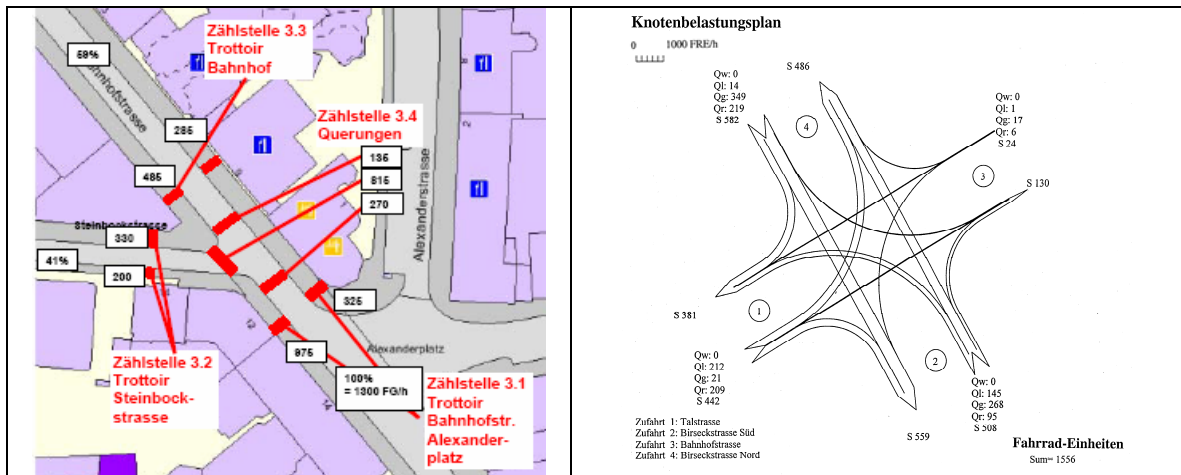 59%
Bahnhofstrasse
Zählstelle 3.3
Trottoir
Bahnhof
285
Zählstelle 3.4
Querungen
135
815
270
485
Steinbockstrasse
330
41%
200
Alexanderstrasse
325
975
Alexanderplatz
100%
= 1300 FG/h
Zählstelle 3.2
Trottoir
Steinbock-
strasse
Zählstelle 3.1
Trottoir
Bahnhofstr.
Alexander-
platz
Knotenbelastungsplan
0 1000 FRE/h
S 486
Qw: 0
Ql: 14
Qg: 349
Qr: 219
S 582
4
Qw: 0
Ql: 1
Qg: 17
Qr: 6
S 24
3
S 130
S 381
1
Qw: 0
Ql: 212
Qg: 21
Qr: 209
S 442
2
Qw: 0
Ql: 145
Qg: 268
Qr: 95
S 508
S 559
Zufahrt 1: Talstrasse
Zufahrt 2: Birseckstrasse Süd
Zufahrt 3: Bahnhofstrasse
Zufahrt 4: Birseckstrasse Nord
Fahrrad-Einheiten
Sum= 1556